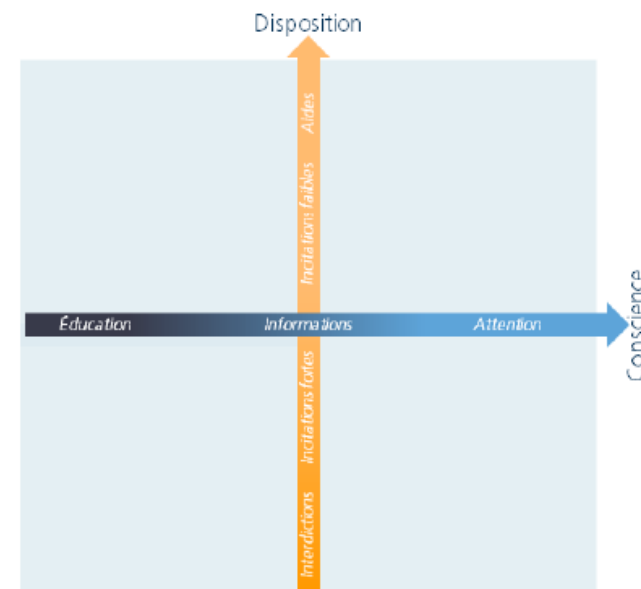 Disposition
Aides
Incitations faibles
Éducation
Informations
Attention
Conscience
Incitations fortes
Interdictions